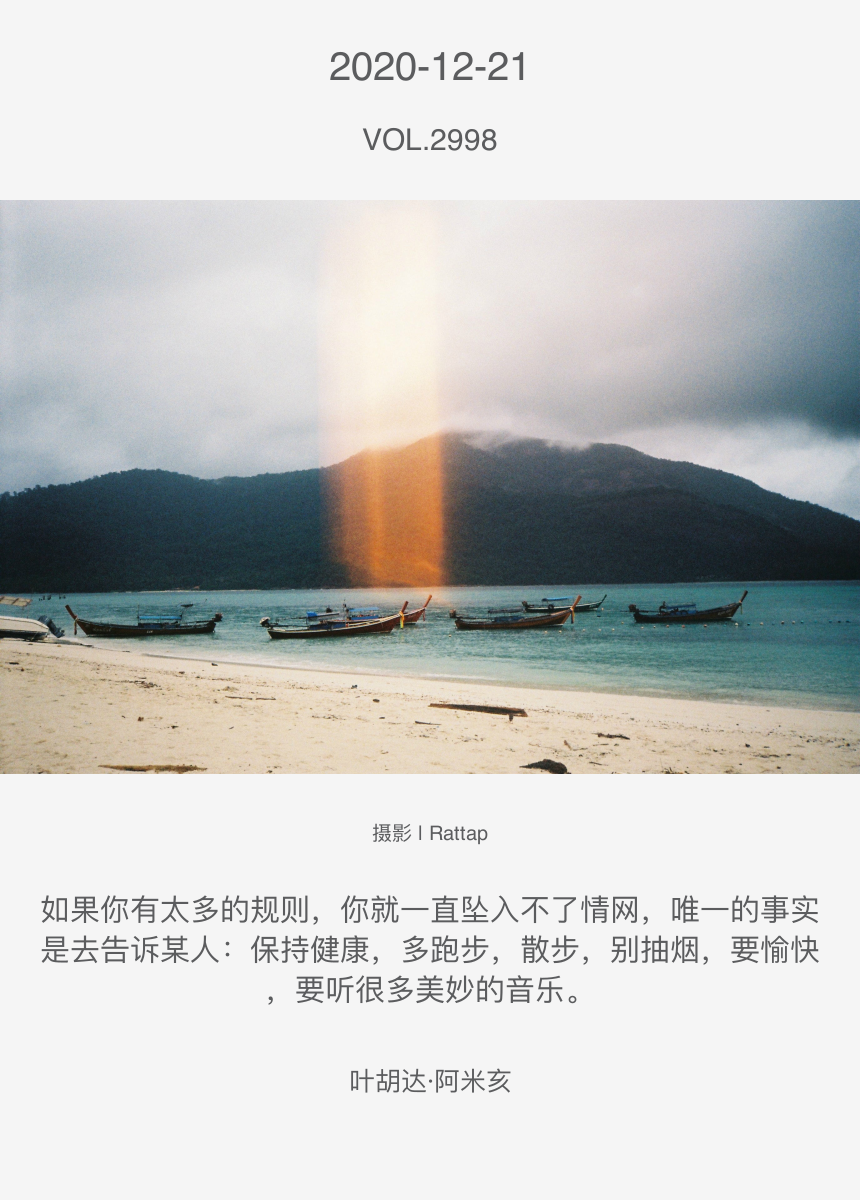 2020-12-21
VOL.2998
摄影 l Rattap
如果你有太多的规则，你就一直坠入不了情网，唯一的事实
是去告诉某人：保持健康，多跑步，散步，别抽烟，要愉快
，要听很多美妙的音乐。
叶胡达·阿米亥